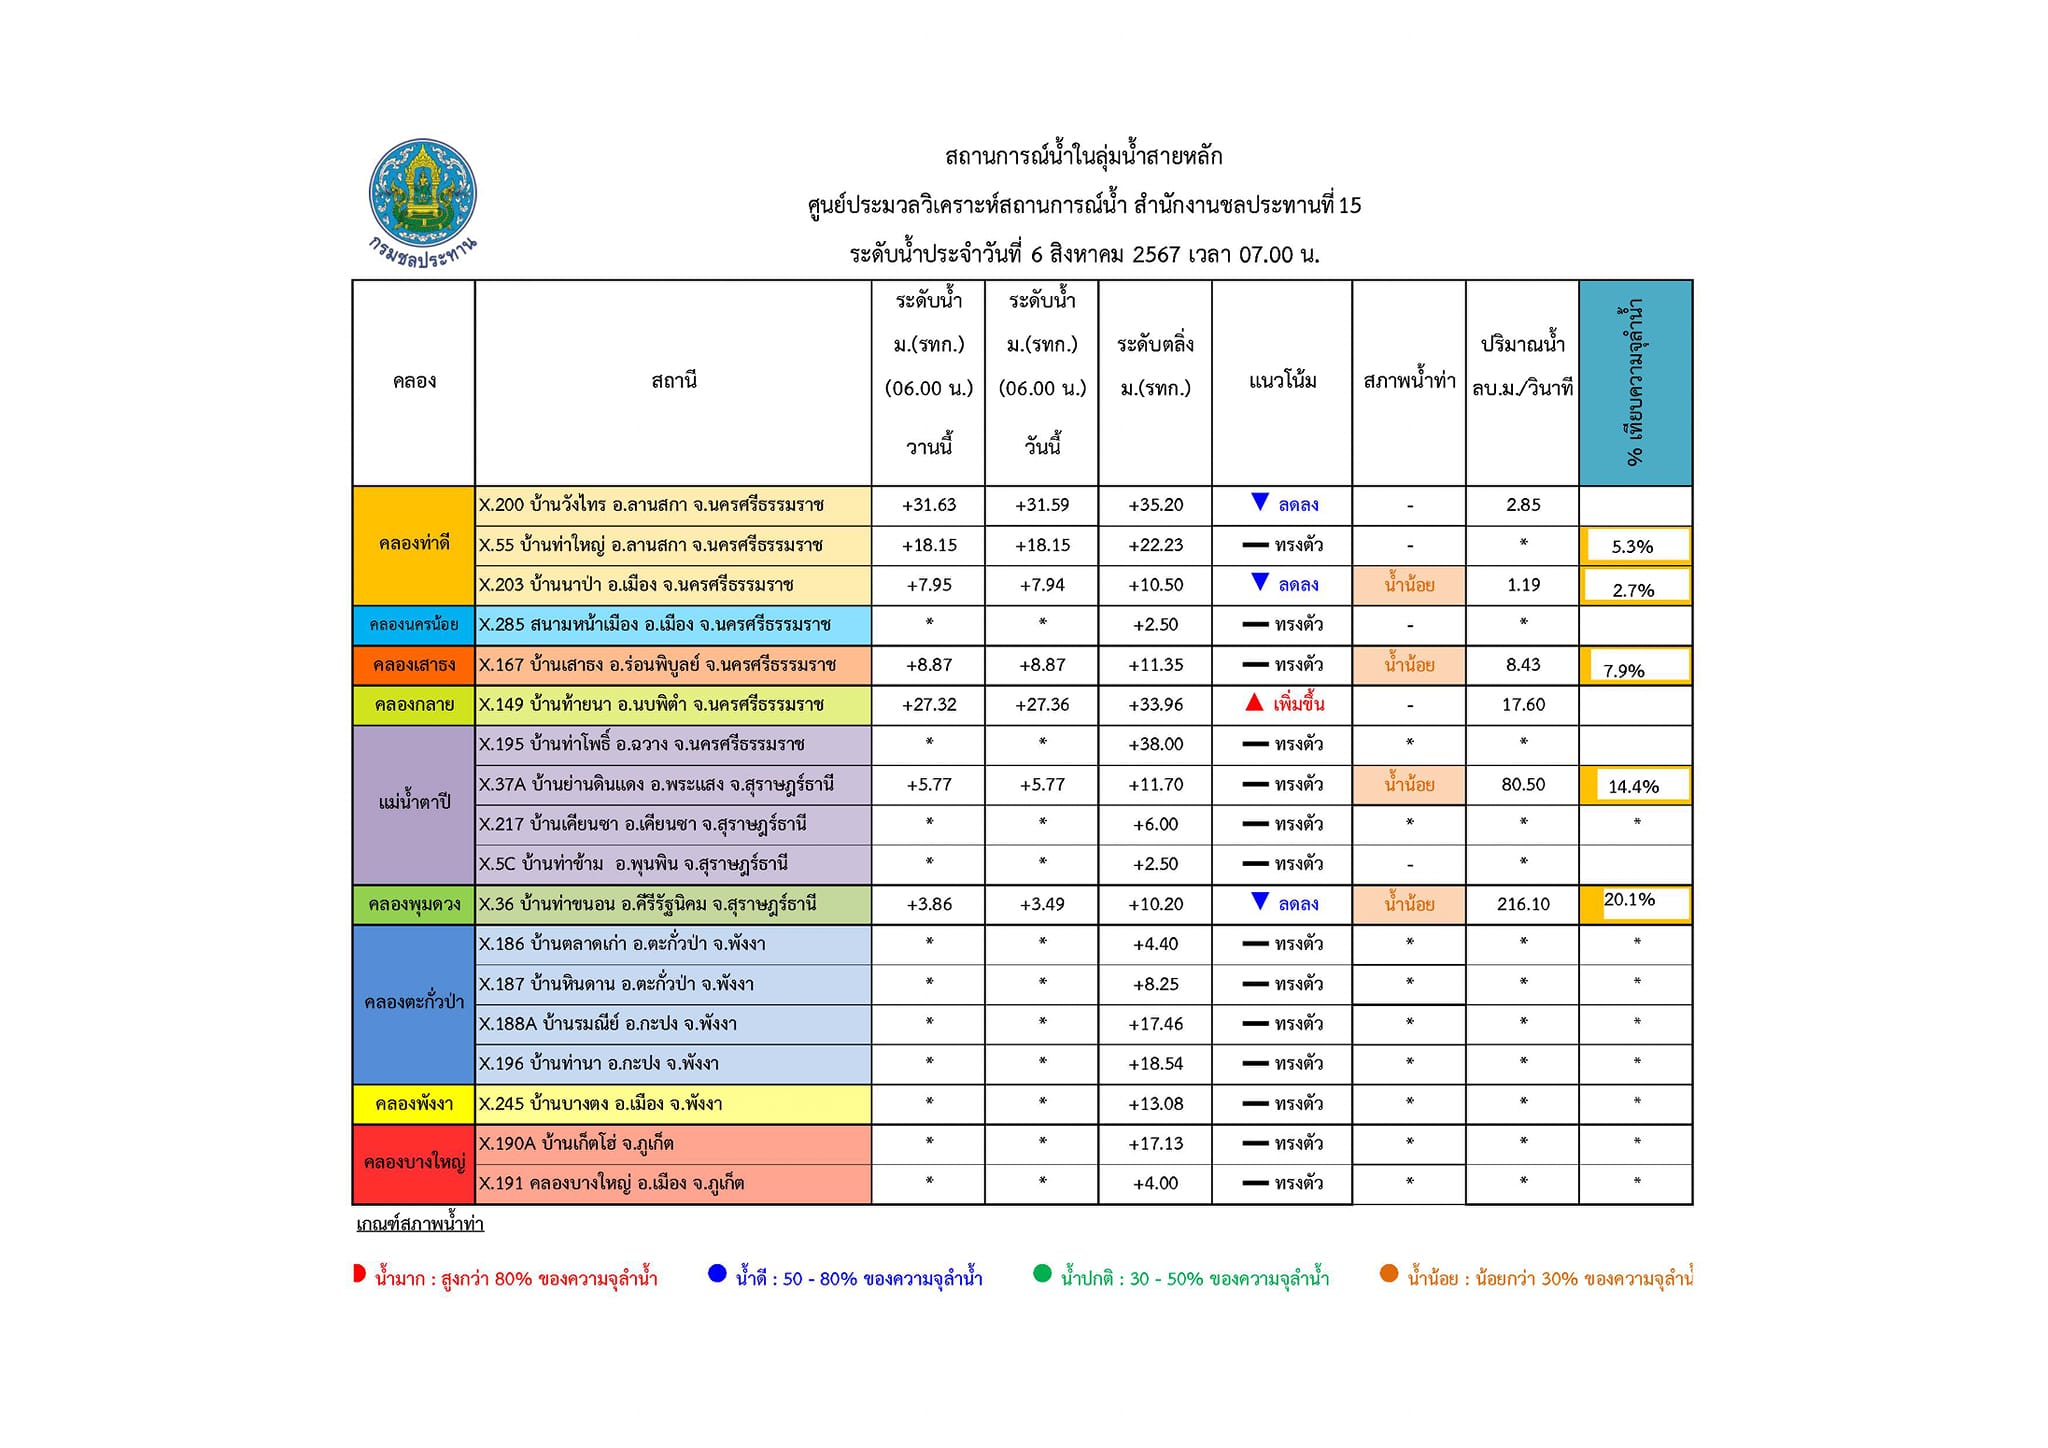 กรมชลประทาน
สถานการณ์น้ำในลุ่มน้ำสายหลัก
ศูนย์ประมวลวิเคราะห์สถานการณ์น้ำ สำนักงานชลประทานที่ 15
ระดับน้ำประจำวันที่ 6 สิงหาคม 2567 เวลา 07.00 น.
คลอง สถานี ระดับน้ำ ม.(รทก.) (06.00 น.) วานนี้ ระดับน้ำ ม.(รทก.) (06.00 น.) วันนี้ ระดับตลิ่ง ม.(รทก.) แนวโน้ม สภาพน้ำท่า ปริมาณน้ำ ลบ.ม./วินาที % เทียบความจุลำน้ำ
คลองท่าดี
X.200 บ้านวังไทร อ.ลานสกา จ.นครศรีธรรมราช +31.63 +31.59 +35.20 ▼ ลดลง - 2.85
X.55 บ้านท่าใหญ่ อ.ลานสกา จ.นครศรีธรรมราช +18.15 +18.15 +22.23 ทรงตัว - * 5.3%
X.203 บ้านนาป่า อ.เมือง จ.นครศรีธรรมราช +7.95 +7.94 +10.50 ▼ ลดลง น้ำน้อย 1.19 2.7%
คลองนครน้อย X.285 สนามหน้าเมือง อ.เมือง จ.นครศรีธรรมราช * * +2.50 ทรงตัว - *
คลองเสาธง X.167 บ้านเสาธง อ.ร่อนพิบูลย์ จ.นครศรีธรรมราช +8.87 +8.87 +11.35 ทรงตัว น้ำน้อย 8.43 7.9%
คลองกลาย X.149 บ้านท้ายนา อ.นบพิตำ จ.นครศรีธรรมราช +27.32 +27.36 +33.96 ▲ เพิ่มขึ้น - 17.60
แม่น้ำตาปี
X.195 บ้านท่าโพธิ์ อ.ฉวาง จ.นครศรีธรรมราช * * +38.00 ทรงตัว * *
X.37A บ้านย่านดินแดง อ.พระแสง จ.สุราษฎร์ธานี +5.77 +5.77 +11.70 ทรงตัว น้ำน้อย 80.50 14.4%
X.217 บ้านเคียนซา อ.เคียนซา จ.สุราษฎร์ธานี * * +6.00 ทรงตัว * * *
X.5C บ้านท่าข้าม อ.พุนพิน จ.สุราษฎร์ธานี * * +2.50 ทรงตัว - *
คลองพุมดวง X.36 บ้านท่าขนอน อ.คีรีรัฐนิคม จ.สุราษฎร์ธานี +3.86 +3.49 +10.20 ▼ ลดลง น้ำน้อย 216.10 20.1%
คลองตะกั่วป่า
X.186 บ้านตลาดเก่า อ.ตะกั่วป่า จ.พังงา * * +4.40 ทรงตัว * * *
X.187 บ้านหินดาน อ.ตะกั่วป่า จ.พังงา * * +8.25 ทรงตัว * * *
X.188A บ้านรมณีย์ อ.กะปง จ.พังงา * * +17.46 ทรงตัว * * *
X.196 บ้านท่านา อ.กะปง จ.พังงา * * +18.54 ทรงตัว * * *
คลองพังงา X.245 บ้านบางตง อ.เมือง จ.พังงา * * +13.08 ทรงตัว * * *
คลองบางใหญ่
X.190A บ้านเก็ตโฮ่ จ.ภูเก็ต * * +17.13 ทรงตัว * * *
X.191 คลองบางใหญ่ อ.เมือง จ.ภูเก็ต * * +4.00 ทรงตัว * * *
เกณฑ์สภาพน้ำท่า
น้ำมาก : สูงกว่า 80% ของความจุลำน้ำ น้ำดี : 50 - 80% ของความจุลำน้ำ น้ำปกติ : 30 - 50% ของความจุลำน้ำ น้ำน้อย : น้อยกว่า 30% ของความจุลำน้